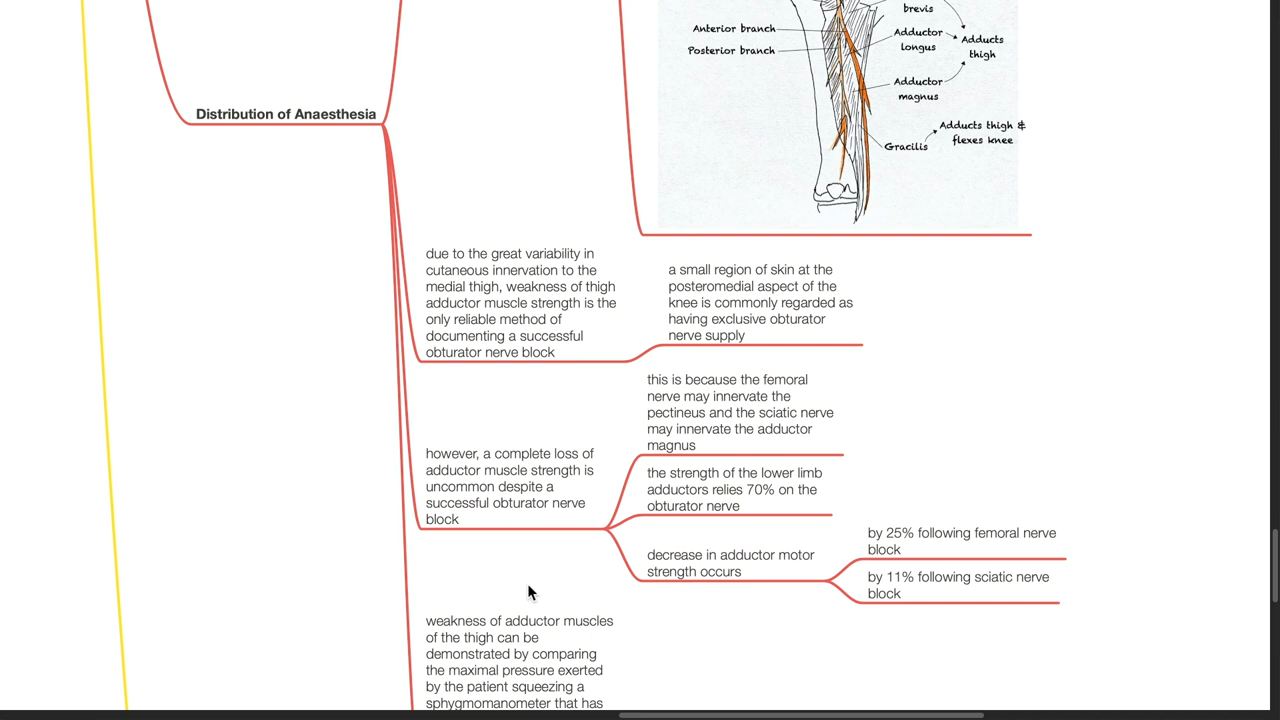 brevis
Anterior branch
Adductor
longus
Adducts
thigh
Posterior branch
Adductor
magnus
Distribution of Anaesthesia
Adducts thigh &
flexes knee
Gracilis
due to the great variability in
cutaneous innervation to the
medial thigh, weakness of thigh
adductor muscle strength is the
only reliable method of
documenting a successful
obturator nerve block
a small region of skin at the
posteromedial aspect of the
knee is commonly regarded as
having exclusive obturator
nerve supply
however, a complete loss of
adductor muscle strength is
uncommon despite a
successful obturator nerve
block
this is because the femoral
nerve may innervate the
pectineus and the sciatic nerve
may innervate the adductor
magnus
the strength of the lower limb
adductors relies 70% on the
obturator nerve
decrease in adductor motor
strength occurs
by 25% following femoral nerve
block
by 11% following sciatic nerve
block
weakness of adductor muscles
of the thigh can be
demonstrated by comparing
the maximal pressure exerted
by the patient squeezing a
sphygmomanometer that has